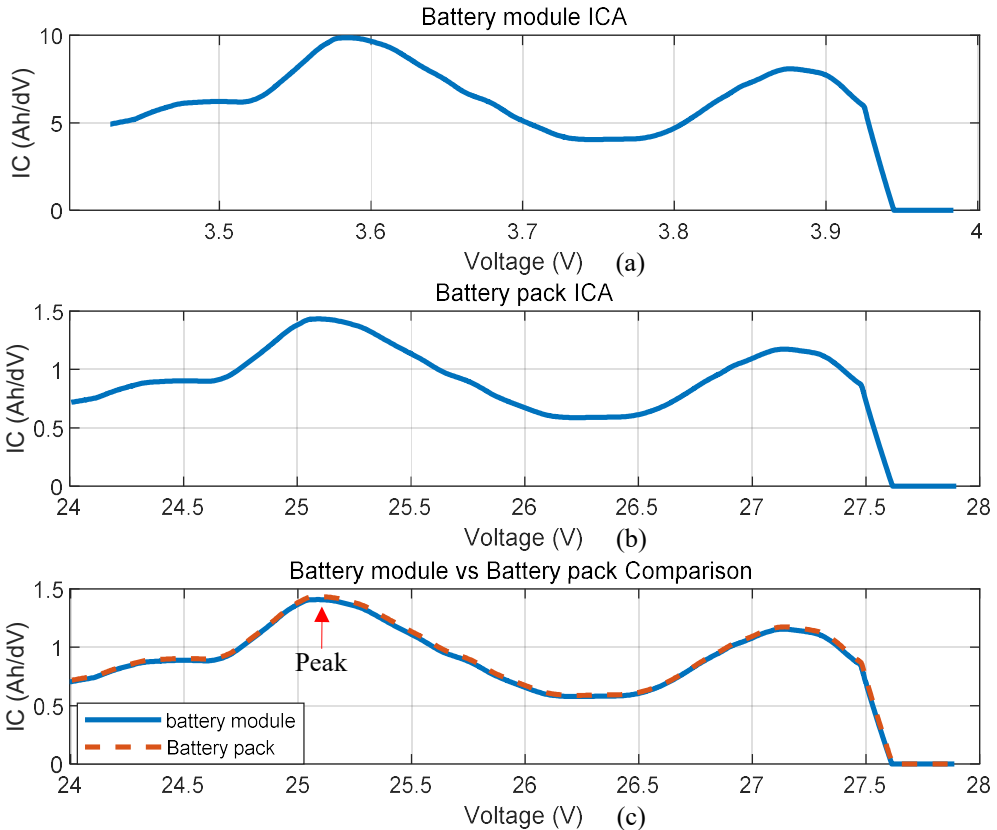 Battery module ICA
10
5
0
IC (Ah/dV)
3.5 3.6 3.7 3.8 3.9 4
Voltage (V) (a)
Battery pack ICA
1.5
1
0.5
0
IC (Ah/dV)
24 24.5 25 25.5 26 26.5 27 27.5 28
Voltage (V) (b)
Battery module vs Battery pack Comparison
1.5
1
0.5
0
IC (Ah/dV)
Peak
battery module
Battery pack
24 24.5 25 25.5 26 26.5 27 27.5 28
Voltage (V) (c)